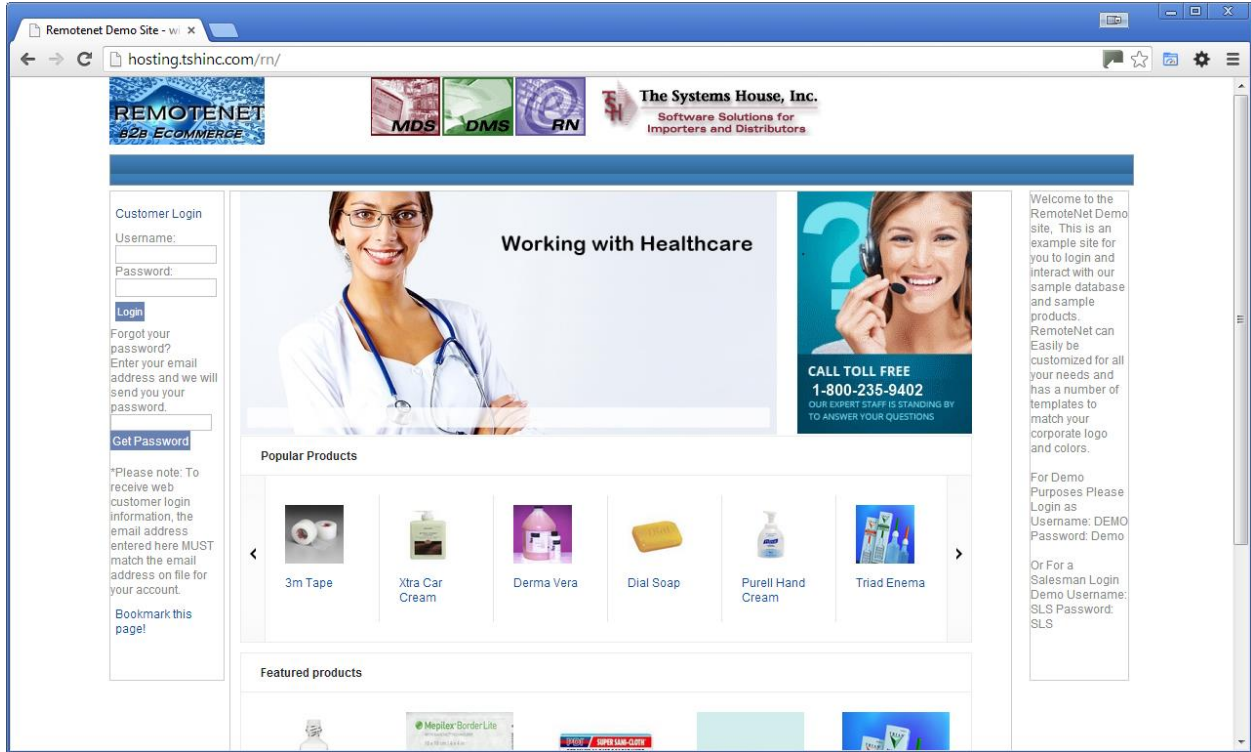 Remotenet Demo Site - wi
hosting.tshinc.com/rn/
REMOTENET
B2B ECOMMERCE
MDS
DMS
RN
TSH
The Systems House, Inc.
Software Solutions for
Importers and Distributors
Customer Login
Username:
Password:
Login
Forgot your
password?
Enter your email
address and we will
send you your
password.
Get Password
*Please note: To
receive web
customer login
information, the
email address
entered here MUST
match the email
address on file for
your account.
Bookmark this
page!
Working with Healthcare
?
CALL TOLL FREE
1-800-235-9402
OUR EXPERT STAFF IS STANDING BY
TO ANSWER YOUR QUESTIONS
Popular Products
3m Tape
Xtra Car
Cream
Derma Vera
Dial Soap
Purell Hand
Cream
Triad Enema
Featured products
Mepilex Border Lite
PDI SUPER SANI-CLOTH
Welcome to the
RemoteNet Demo
site, This is an
example site for
you to login and
interact with our
sample database
and sample
products.
RemoteNet can
Easily be
customized for all
your needs and
has a number of
templates to
match your
corporate logo
and colors.
For Demo
Purposes Please
Login as
Username: DEMO
Password: Demo
Or For a
Salesman Login
Demo Username:
SLS Password:
SLS